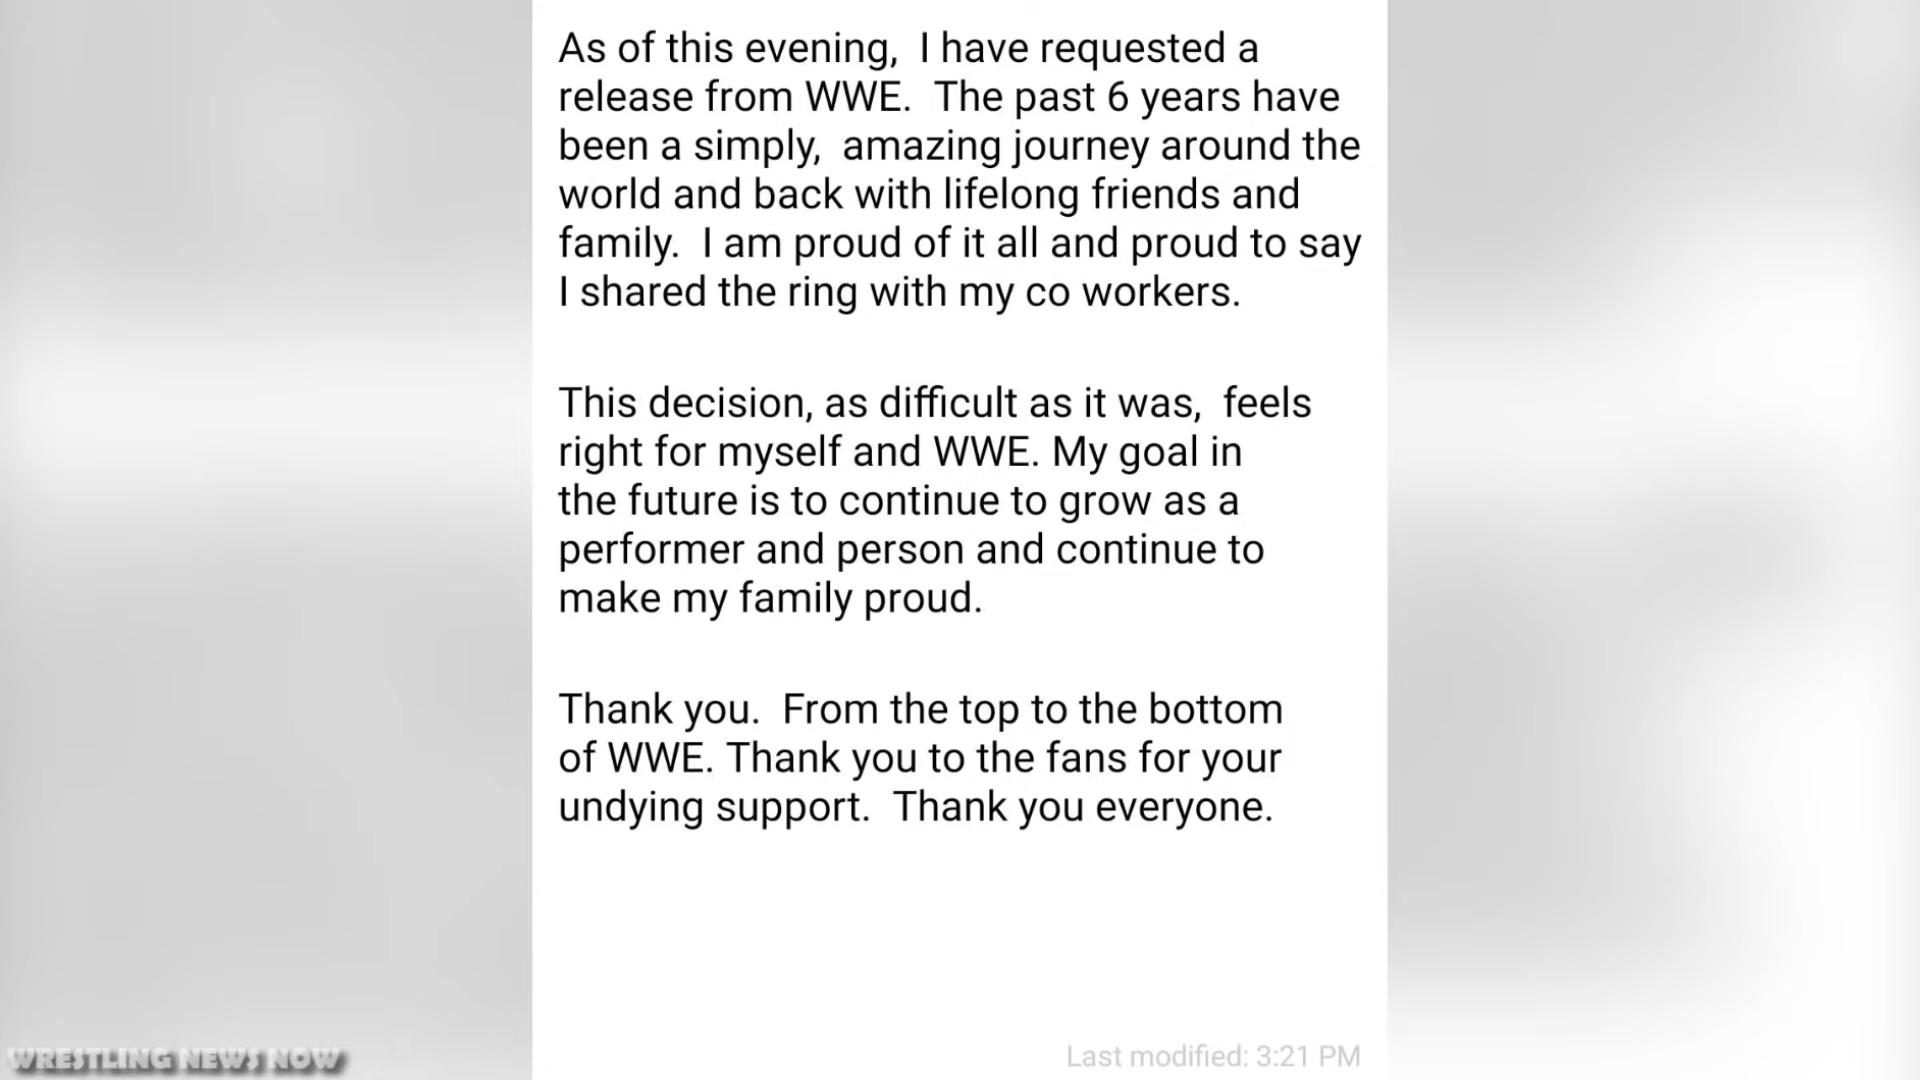 As of this evening,  I have requested a
release from WWE.  The past 6 years have
been a simply,  amazing journey around the
world and back with lifelong friends and
family.  I am proud of it all and proud to say
I shared the ring with my co workers.
This decision, as difficult as it was,  feels
right for myself and WWE. My goal in
the future is to continue to grow as a
performer and person and continue to
make my family proud.
Thank you.  From the top to the bottom
of WWE. Thank you to the fans for your
undying support.  Thank you everyone.
Last modified: 3:21 PM
WRESTLING NEWS NOW